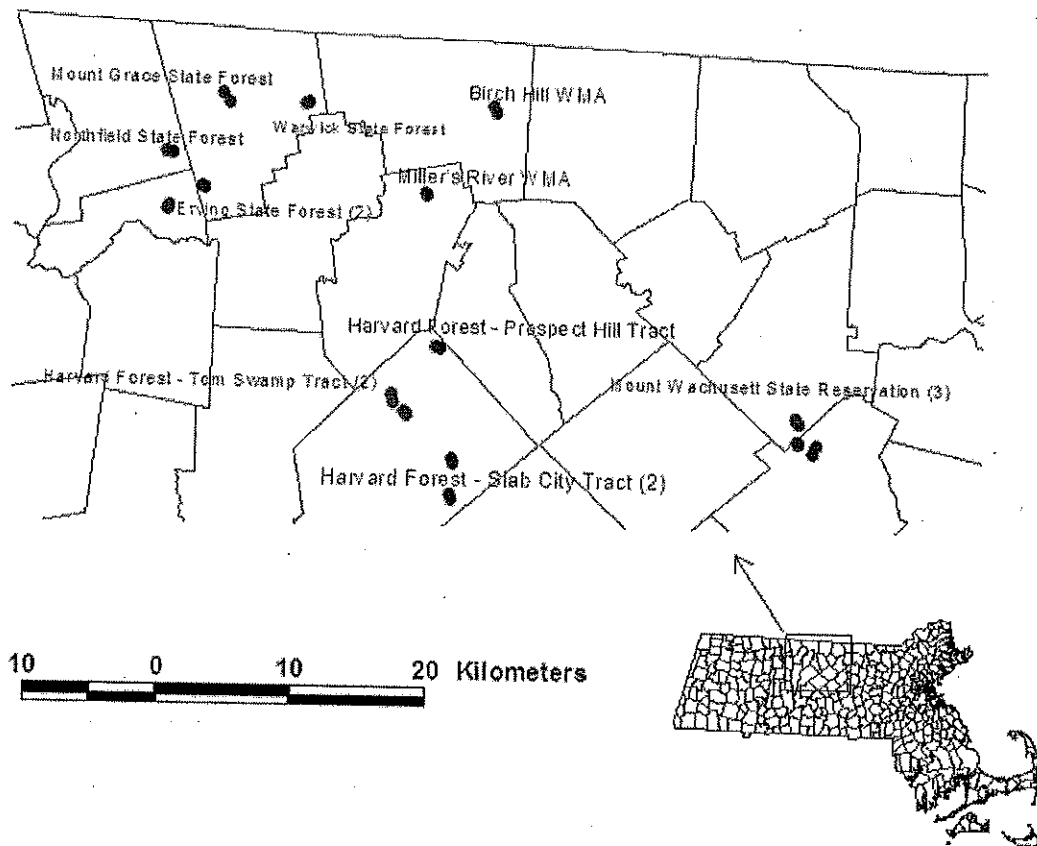 Mount Grace State Forest
Birch Hill WMA
Warwick State Forest
Northfield State Forest
Miller's River WMA
Erving State Forest (2)
Harvard Forest - Prospect Hill Tract
Harvard Forest - Tom Swamp Tract (2)
Mount Wachusett State Reservation (3)
Harvard Forest - Slab City Tract (2)
10 0 10 20 Kilometers